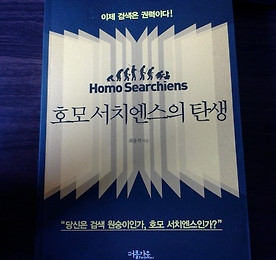 이제 검색은 권력이다!
Homo Searchiens
호모 서치엔스의 탄생
"당신은 검색 원숭이인가, 호모 서치엔스인가?"